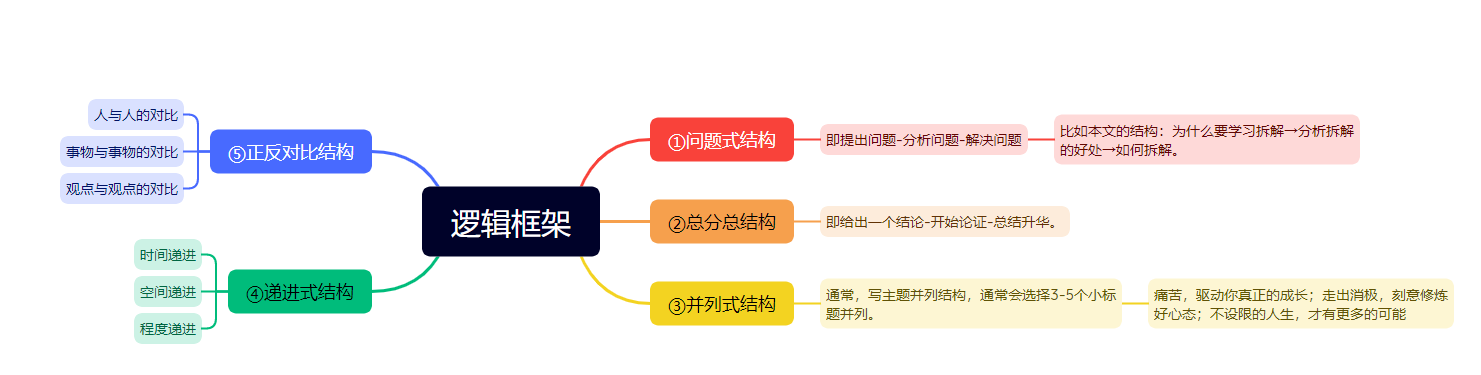 逻辑框架
①问题式结构
即提出问题-分析问题-解决问题
比如本文的结构：为什么要学习拆解→分析拆解
的好处→如何拆解。
②总分总结构
即给出一个结论-开始论证-总结升华。
③并列式结构
通常，写主题并列结构，通常会选择3-5个小标
题并列。
痛苦，驱动你真正的成长；走出消极，刻意修炼
好心态；不设限的人生，才有更多的可能
④递进式结构
时间递进
空间递进
程度递进
⑤正反对比结构
人与人的对比
事物与事物的对比
观点与观点的对比